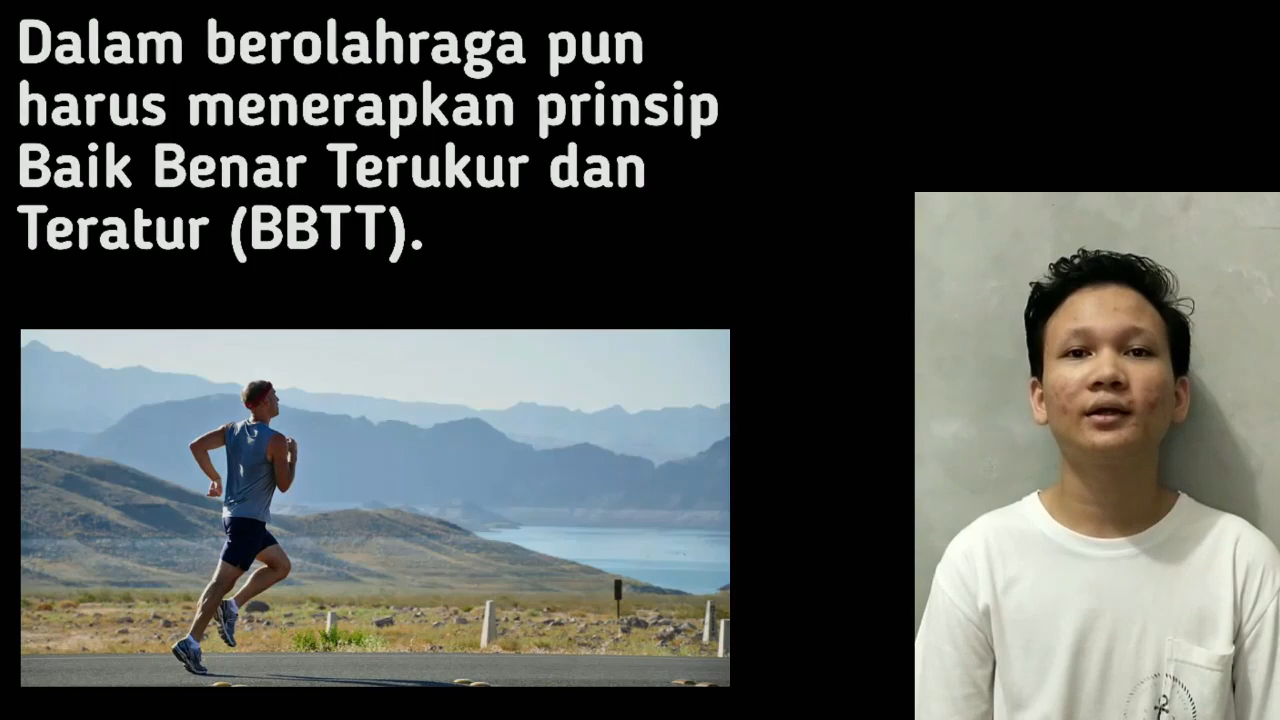 Dalam berolahraga pun
harus menerapkan prinsip
Baik Benar Terukur dan
Teratur (BBTT).